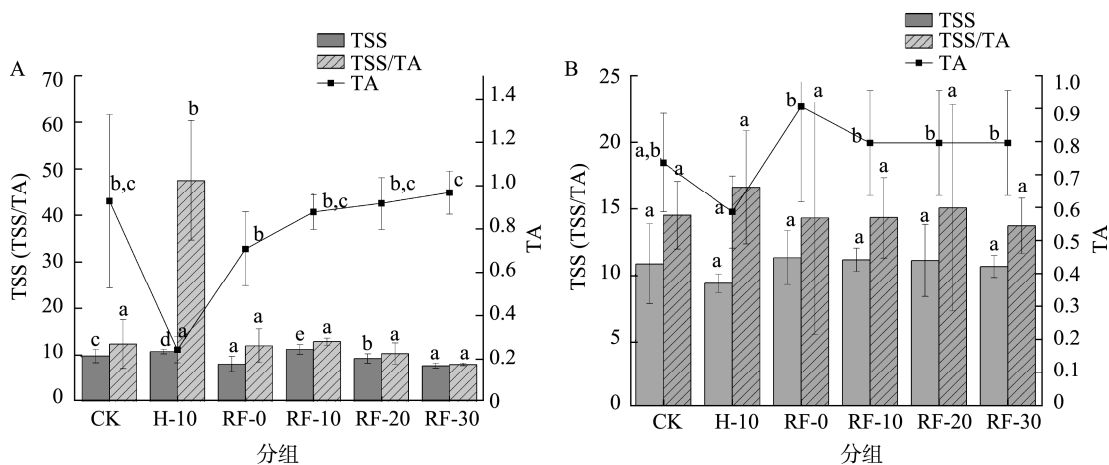 A
TSS
TSS/TA
TA
70
60
50
40
30
20
10
0
TSS (TSS/TA)
1.4
1.2
1.0
0.8
0.6
0.4
0.2
0
TA
b,c
b
b
b,c
b,c
c
c
a
d
a
a
a
e
a
b
a
a
a
CK
H-10
RF-0
RF-10
RF-20
RF-30
分组
B
TSS
TSS/TA
TA
25
20
15
10
5
0
TSS (TSS/TA)
1.0
0.9
0.8
0.7
0.6
0.5
0.4
0.3
0.2
0.1
0
TA
a,b
a
a
a
a
a
b
a
a
b
a
a
b
a
a
b
a
a
CK
H-10
RF-0
RF-10
RF-20
RF-30
分组